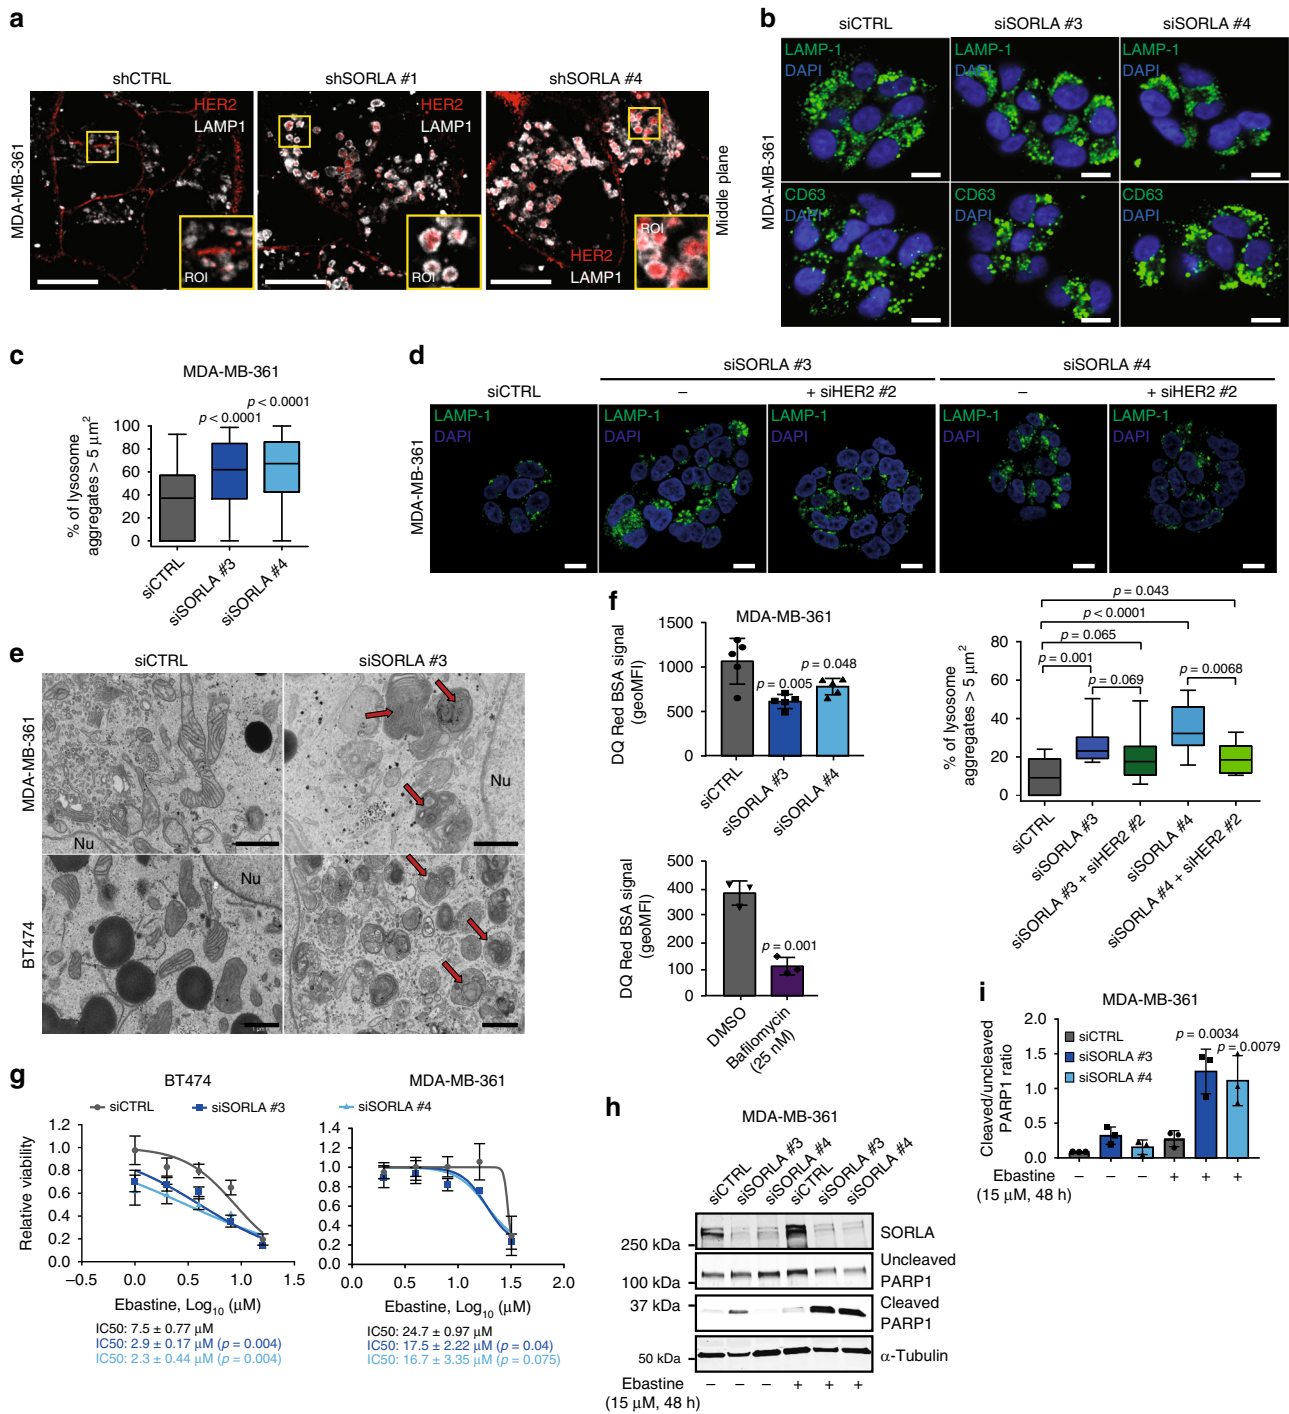 a
shCTRL
shSORLA #1
shSORLA #4
MDA-MB-361
HER2
LAMP1
ROI
HER2
LAMP1
ROI
HER2
LAMP1
ROI
HER2
LAMP1
Middle plane
b
siCTRL
siSORLA #3
siSORLA #4
MDA-MB-361
LAMP-1
DAPI
LAMP-1
DAPI
LAMP-1
DAPI
CD63
DAPI
CD63
DAPI
CD63
DAPI
c
MDA-MB-361
p < 0.0001
p < 0.0001
% of lysosome
aggregates > 5 μm²
100
80
60
40
20
0
siCTRL
siSORLA #3
siSORLA #4
d
siSORLA #3
siSORLA #4
siCTRL
–
+ siHER2 #2
–
+ siHER2 #2
MDA-MB-361
LAMP-1
DAPI
LAMP-1
DAPI
LAMP-1
DAPI
LAMP-1
DAPI
LAMP-1
DAPI
p = 0.043
p < 0.0001
p = 0.065
p = 0.001
p = 0.0068
p = 0.069
% of lysosome
aggregates > 5 μm²
80
60
40
20
0
siCTRL
siSORLA #3
siSORLA #3 + siHER2 #2
siSORLA #4
siSORLA #4 + siHER2 #2
e
siCTRL
siSORLA #3
MDA-MB-361
Nu
Nu
BT474
Nu
f
MDA-MB-361
DQ Red BSA signal
(geoMFI)
1500
1000
500
0
p = 0.005
p = 0.048
siCTRL
siSORLA #3
siSORLA #4
DQ Red BSA signal
(geoMFI)
500
400
300
200
100
0
p = 0.001
DMSO
Bafilomycin
(25 nM)
g
BT474
MDA-MB-361
siCTRL
siSORLA #3
siSORLA #4
Relative viability
1.2
1.0
0.8
0.6
0.4
0.2
0
–0.5
0.0
0.5
1.0
1.5
Ebastine, Log10 (μM)
IC50: 7.5 ± 0.77 μM
IC50: 2.9 ± 0.17 μM (p = 0.004)
IC50: 2.3 ± 0.44 μM (p = 0.004)
1.4
1.2
1.0
0.8
0.6
0.4
0.2
0.0
0.0
0.5
1.0
1.5
2.0
Ebastine, Log10 (μM)
IC50: 24.7 ± 0.97 μM
IC50: 17.5 ± 2.22 μM (p = 0.04)
IC50: 16.7 ± 3.35 μM (p = 0.075)
h
MDA-MB-361
siCTRL
siSORLA #3
siSORLA #4
siCTRL
siSORLA #3
siSORLA #4
250 kDa
SORLA
100 kDa
Uncleaved
PARP1
37 kDa
Cleaved
PARP1
50 kDa
α-Tubulin
Ebastine
(15 μM, 48 h)
– – – + + +
i
MDA-MB-361
siCTRL
siSORLA #3
siSORLA #4
Cleaved/uncleaved
PARP1 ratio
2.0
1.5
1.0
0.5
0.0
p = 0.0034
p = 0.0079
Ebastine
(15 μM, 48 h)
– – – + + +